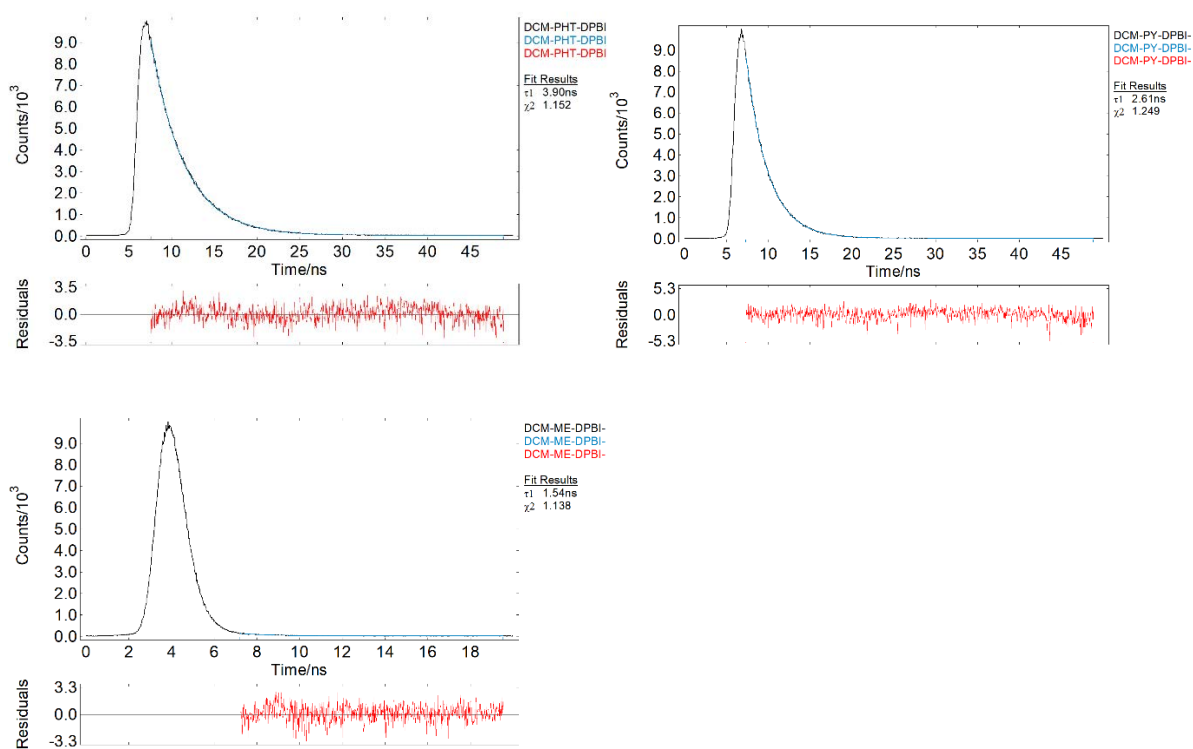 DCM-PHT-DPBI
DCM-PHT-DPBI
DCM-PHT-DPBI
Fit Results
τ1 3.90ns
χ2 1.152
Counts/10³
9.0
8.0
7.0
6.0
5.0
4.0
3.0
2.0
1.0
0.0
0 5 10 15 20 25 30 35 40 45
Time/ns
Residuals
3.5
0.0
-3.5
DCM-PY-DPBI-
DCM-PY-DPBI-
DCM-PY-DPBI-
Fit Results
τ1 2.61ns
χ2 1.249
Counts/10³
9.0
8.0
7.0
6.0
5.0
4.0
3.0
2.0
1.0
0.0
0 5 10 15 20 25 30 35 40 45
Time/ns
Residuals
5.3
0.0
-5.3
DCM-ME-DPBI-
DCM-ME-DPBI-
DCM-ME-DPBI-
Fit Results
τ1 1.54ns
χ2 1.138
Counts/10³
9.0
8.0
7.0
6.0
5.0
4.0
3.0
2.0
1.0
0.0
0 2 4 6 8 10 12 14 16 18
Time/ns
Residuals
3.3
0.0
-3.3